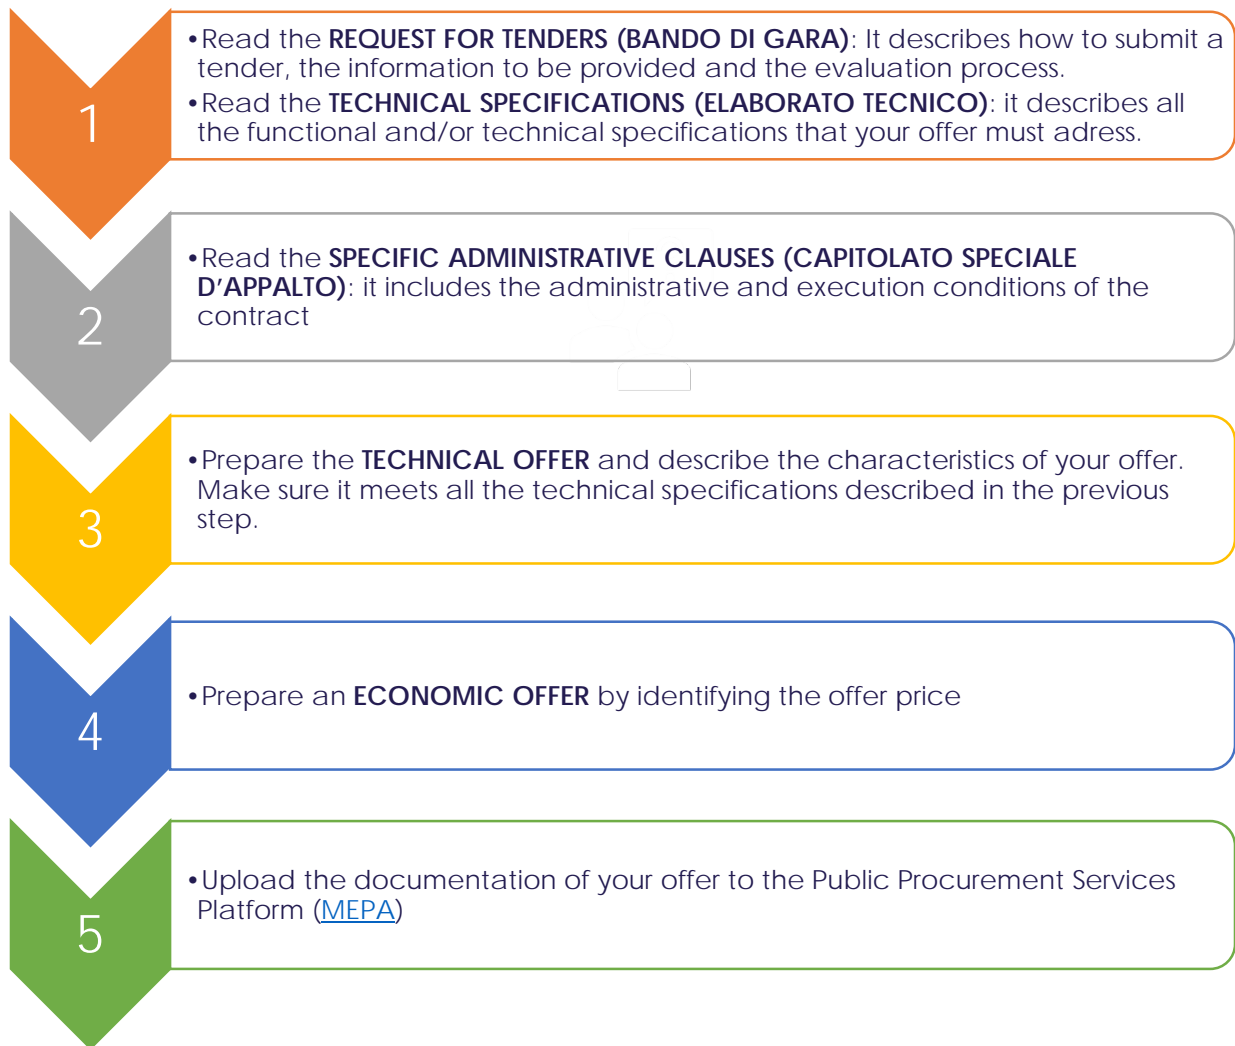 1
•Read the REQUEST FOR TENDERS (BANDO DI GARA): It describes how to submit a
tender, the information to be provided and the evaluation process.
•Read the TECHNICAL SPECIFICATIONS (ELABORATO TECNICO): it describes all
the functional and/or technical specifications that your offer must adress.
2
•Read the SPECIFIC ADMINISTRATIVE CLAUSES (CAPITOLATO SPECIALE
D’APPALTO): it includes the administrative and execution conditions of the
contract
3
•Prepare the TECHNICAL OFFER and describe the characteristics of your offer.
Make sure it meets all the technical specifications described in the previous
step.
4
•Prepare an ECONOMIC OFFER by identifying the offer price
5
•Upload the documentation of your offer to the Public Procurement Services
Platform (MEPA)